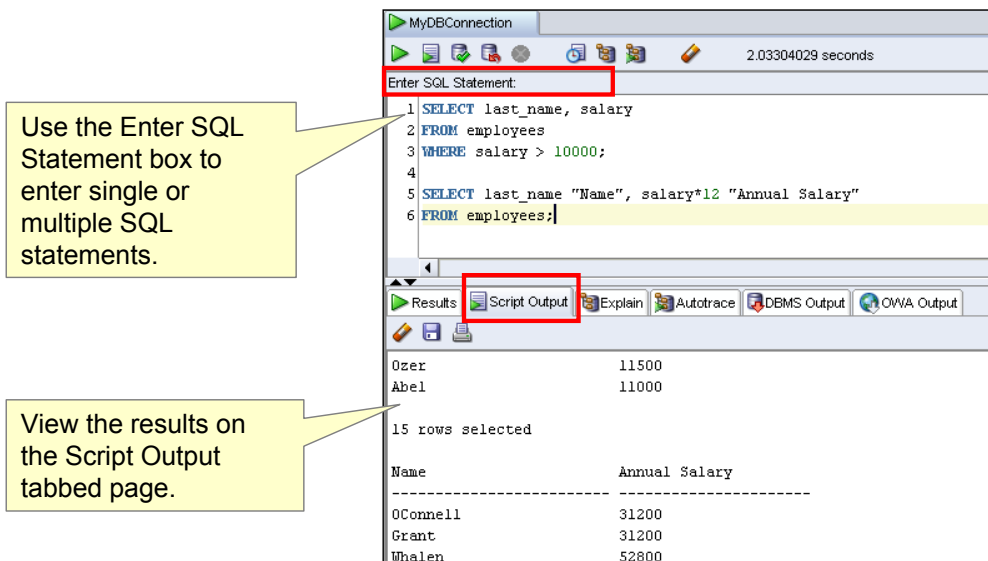 MyDBConnection
2.03304029 seconds
Enter SQL Statement:
1 SELECT last_name, salary
2 FROM employees
3 WHERE salary > 10000;
4
5 SELECT last_name "Name", salary*12 "Annual Salary"
6 FROM employees;
Use the Enter SQL
Statement box to
enter single or
multiple SQL
statements.
Results Script Output Explain Autotrace DBMS Output OWA Output
Ozer 11500
Abel 11000
15 rows selected
Name Annual Salary
------------------------- ----------------------
OConnell 31200
Grant 31200
Whalen 52800
View the results on
the Script Output
tabbed page.